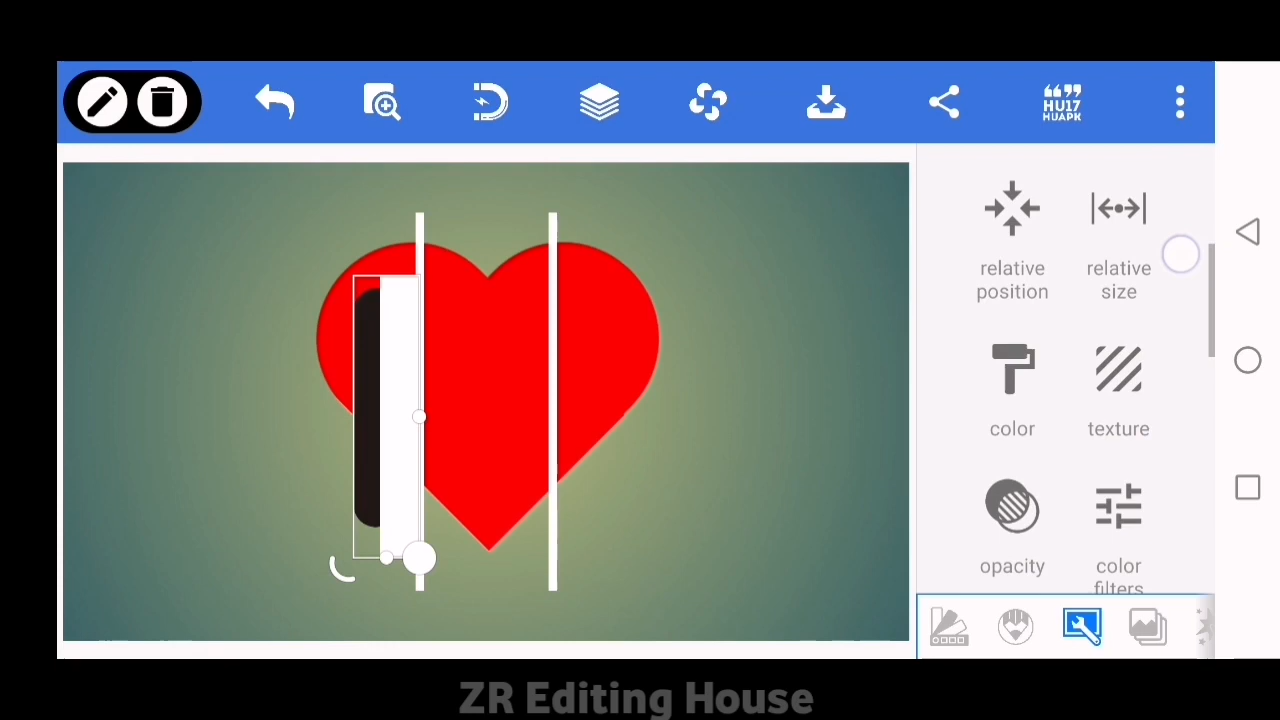 HU17
HUAPK
relative
position
relative
size
color
texture
opacity
color
filters
ZR Editing House